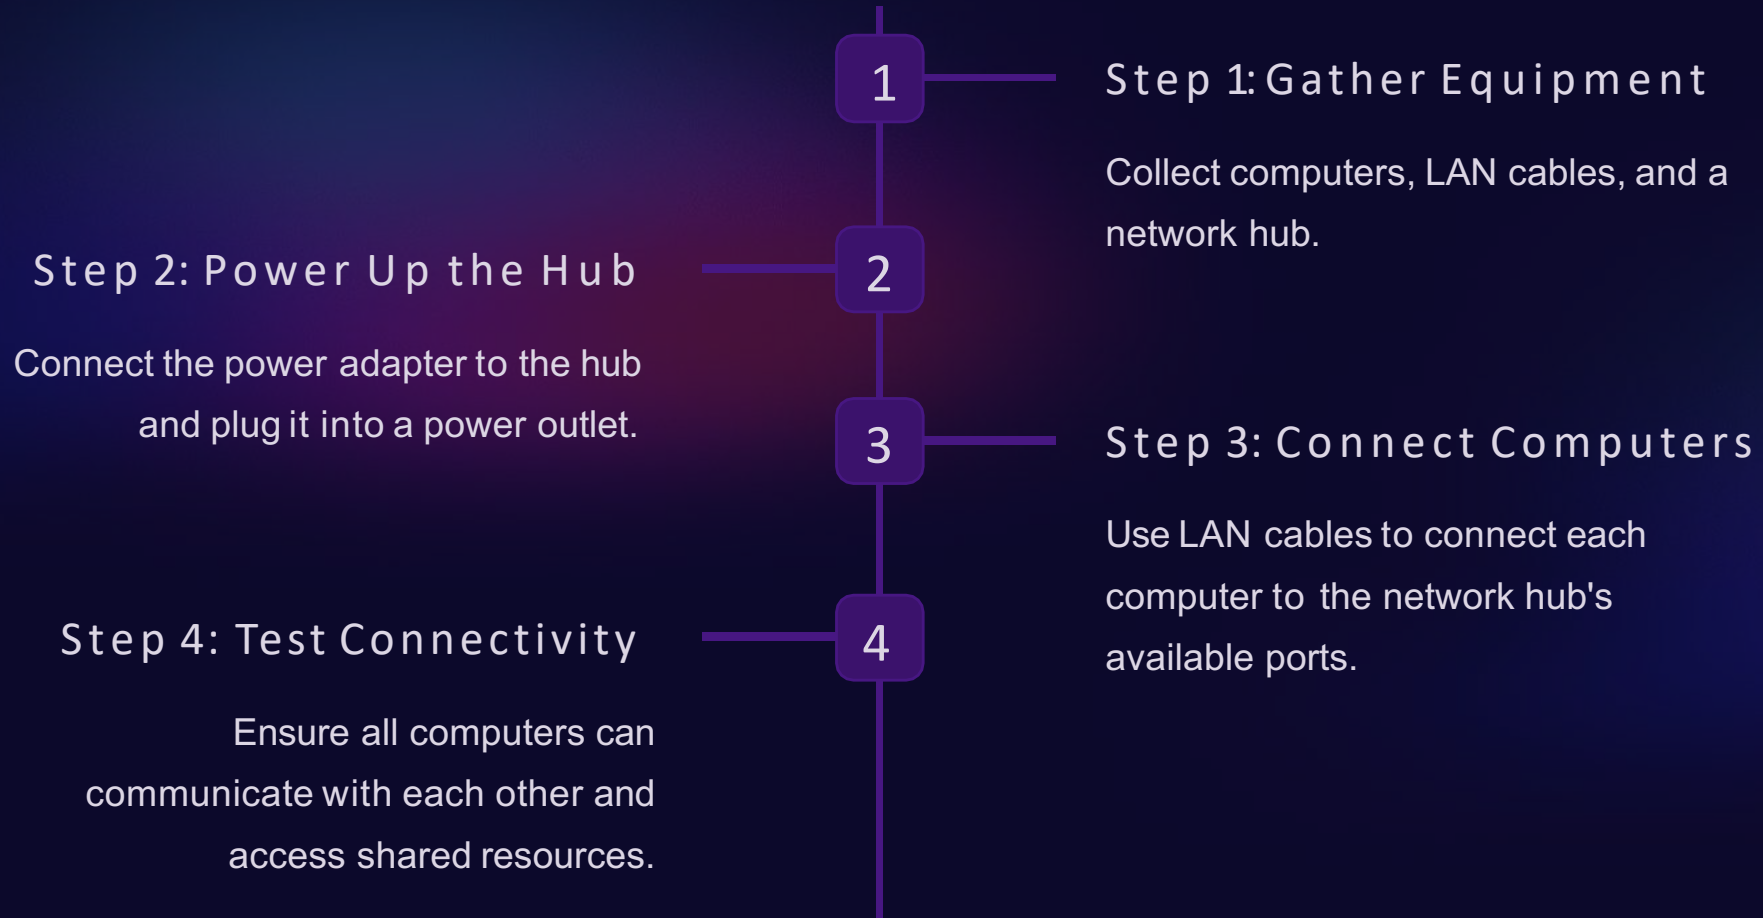 1
Step 1: Gather Equipment
Collect computers, LAN cables, and a
network hub.
2
Step 2: Power Up the Hub
Connect the power adapter to the hub
and plug it into a power outlet.
3
Step 3: Connect Computers
Use LAN cables to connect each
computer to the network hub's
available ports.
4
Step 4: Test Connectivity
Ensure all computers can
communicate with each other and
access shared resources.